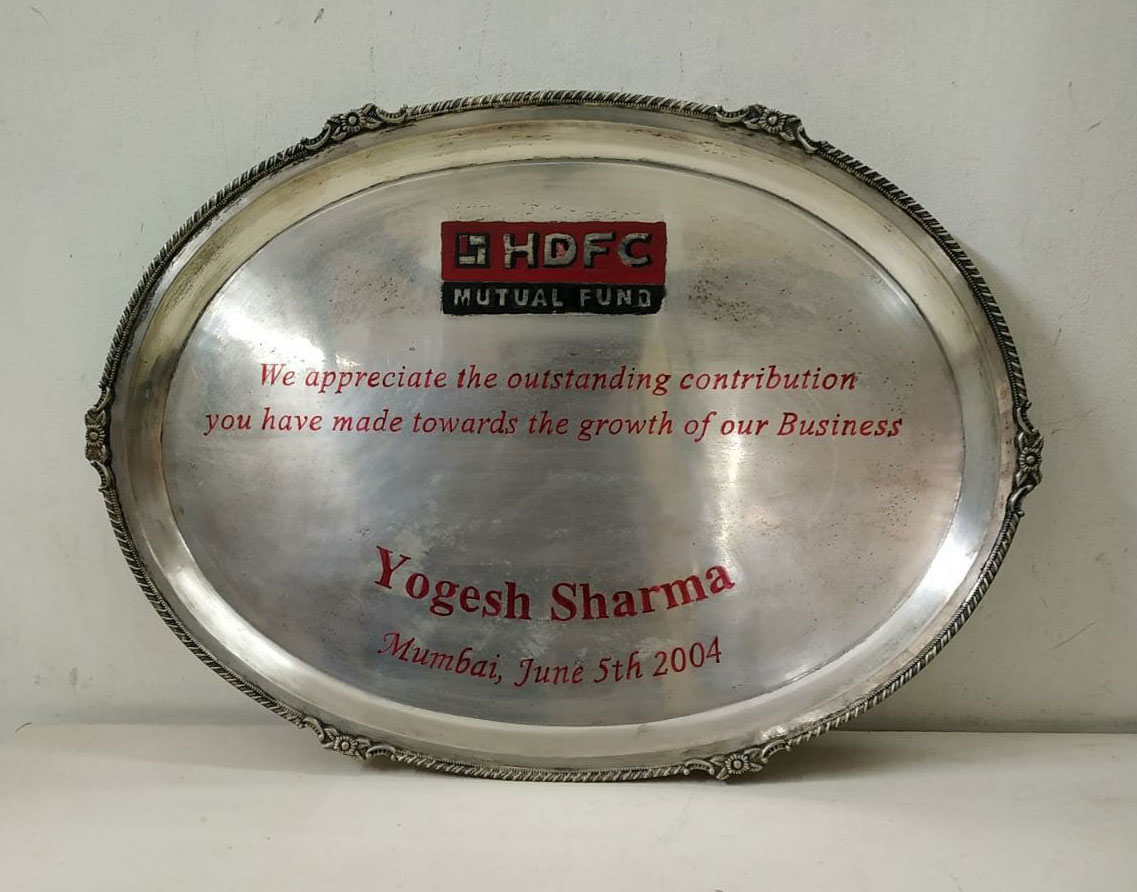 HDFC
MUTUAL FUND
We appreciate the outstanding contribution
you have made towards the growth of our Business
Yogesh Sharma
Mumbai, June 5th 2004